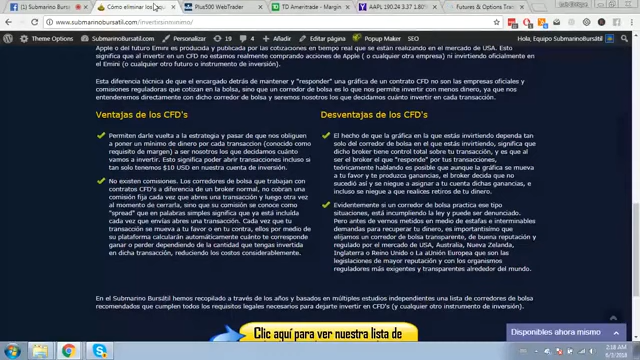 Submarino Bursá
Cómo eliminar los
Plus500 WebTrader
TD Ameritrade - Margin
AAPL 190.24 3.37 1.80%
Futures & Options Tra
www.submarinobursatil.com/invertirsinminimo/
Personalizar
19
Añadir
Editar página
Hola, Equipo SubmarinoBursátil
Apple o del futuro Emini es producida y publicada por las cotizaciones en tiempo real que se están realizando en el mercado de USA. Esto
significa que al invertir en un CFD no estamos realmente comprando acciones de Apple ( o cualquier otra empresa) ni invirtiendo oficialmente en
el Emini (o cualquier otro futuro o instrumento de inversión).
Esta diferencia técnica de que el encargado detrás de mantener y "responder" una gráfica de un contrato CFD no son las empresas oficiales y
comisiones reguladoras que cotizan en la bolsa, sino que un corredor de bolsa es lo que nos permite invertir con menos dinero, ya que nos
entenderemos directamente con dicho corredor de bolsa y seremos nosotros los que decidamos cuánto invertir en cada transacción.
Ventajas de los CFD's
Permiten darle vuelta a la estrategia y pasar de que nos obliguen
a poner un mínimo de dinero por cada transaccion (conocido
como requisito de margin) a ser nosotros los que decidamos cuánto
vamos a invertir. Esto significa poder abrir transacciones incluso si
tan solo tenemos $10 USD en nuestra cuenta de inversión.
No existen comisiones. Los corredores de bolsa que trabajan con
contratos CFD's a diferencia de un broker normal, no cobran una
comisión fija cada vez que abres una transacción y luego otra vez
al momento de cerrarla, sino que su comisión se conoce como
"spread" que en palabras simples significa que ya está incluída
cada vez que envías abres una transacción. Cada vez que tu
transacción se mueva a tu favor o en tu contra, ellos por medio de
su plataforma calcularán automáticamente cuánto te corresponde
ganar o perder dependiendo de la cantidad que tengas invertida
en dicha transacción, reduciendo los costos considerablemente.
Desventajas de los CFD's
El hecho de que la gráfica en la que estás invirtiendo dependa tan
solo del corredor de bolsa en el que estás invirtiendo, significa
que dicho broker tiene control total sobre tu transacción, y es que al
ser el broker el que "responde" por tus transacciones,
teóricamente hablando es posible que aunque la gráfica se mueva
a tu favor y te produzca ganancias, el broker decida que no
sucedió así y se niegue a asignar a tu cuenta dichas ganancias, e
incluso se niegue a que realices retiros de tu dinero.
Evidentemente si un corredor de bolsa practica ese tipo
situaciones, está incumpliendo la ley y puede ser denunciado.
Pero antes de vernos metidos en medio de estafas e interminables
demandas para recuperar tu dinero, es importantísimo que
elijamos un corredor de bolsa transparente, de buena reputación y
regulado por el mercado de USA, Australia, Nueva Zelanda,
Inglaterra o Reino Unido o La aUnión Europea que son las
legislaciones de mayor reputación y con los organismos
reguladores más exigentes y transparentes alrededor del mundo.
En el Submarino Bursátil hemos recopilado a través de los años y basados en múltiples estudios independientes una lista de corredores de bolsa
recomendados que cumplen todos los requisitos legales necesarios para dejarte invertir en CFD's (y cualquier otro instrumento de inversión).
Clic aquí para ver nuestra lista de
Disponibles ahora mismo
2:18 AM
6/3/2018